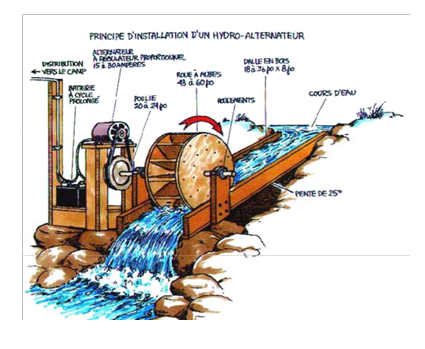 PRINCIPE D'INSTALLATION D'UN HYDRO-ALTERNATEUR
ALTERNATEUR
À RÉGULATEUR PROPORTIONNEL
15 À 30 AMPÈRES
DISTRIBUTION
VERS LE CAMP
BATTERIE
À CYCLE
PROLONGÉ
POULIE
20 À 24 PO
ROUE À AUBES
48 À 60 PO
ROULEMENTS
DALLE EN BOIS
18 À 36 PO X 8 PO
COURS D'EAU
PENTE DE 25°